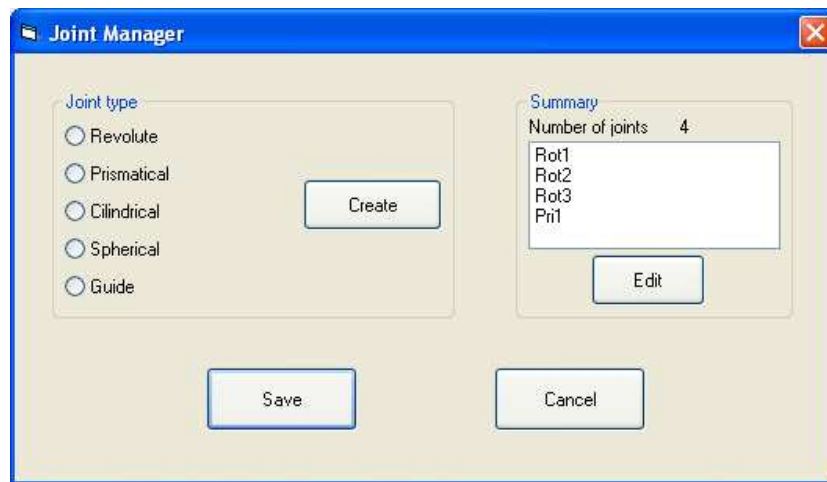 Joint Manager
Joint type
Revolute
Prismatical
Cilindrical
Spherical
Guide
Create
Summary
Number of joints 4
Rot1
Rot2
Rot3
Pri1
Edit
Save
Cancel